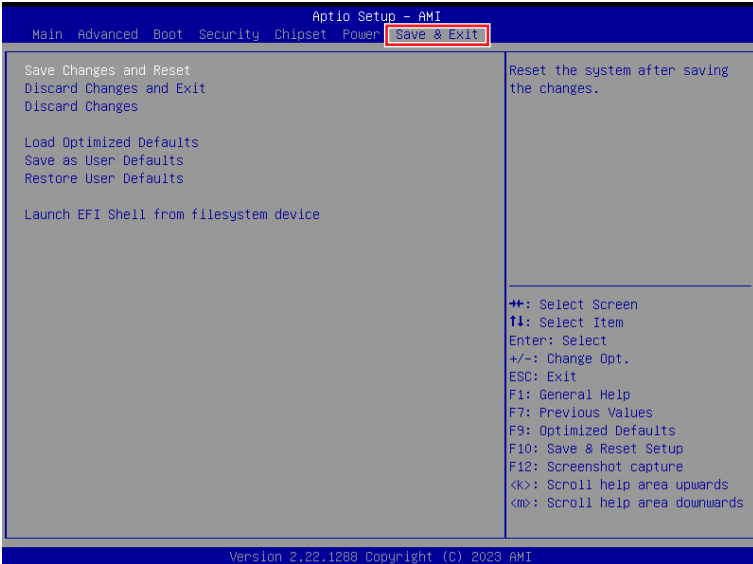 Aptio Setup – AMI
Main Advanced Boot Security Chipset Power Save & Exit
Save Changes and Reset
Discard Changes and Exit
Discard Changes
Load Optimized Defaults
Save as User Defaults
Restore User Defaults
Launch EFI Shell from filesystem device
Reset the system after saving
the changes.
→←: Select Screen
↑↓: Select Item
Enter: Select
+/-: Change Opt.
ESC: Exit
F1: General Help
F7: Previous Values
F9: Optimized Defaults
F10: Save & Reset Setup
F12: Screenshot capture
<k>: Scroll help area upwards
<m>: Scroll help area downwards
Version 2.22.1288 Copyright (C) 2023 AMI